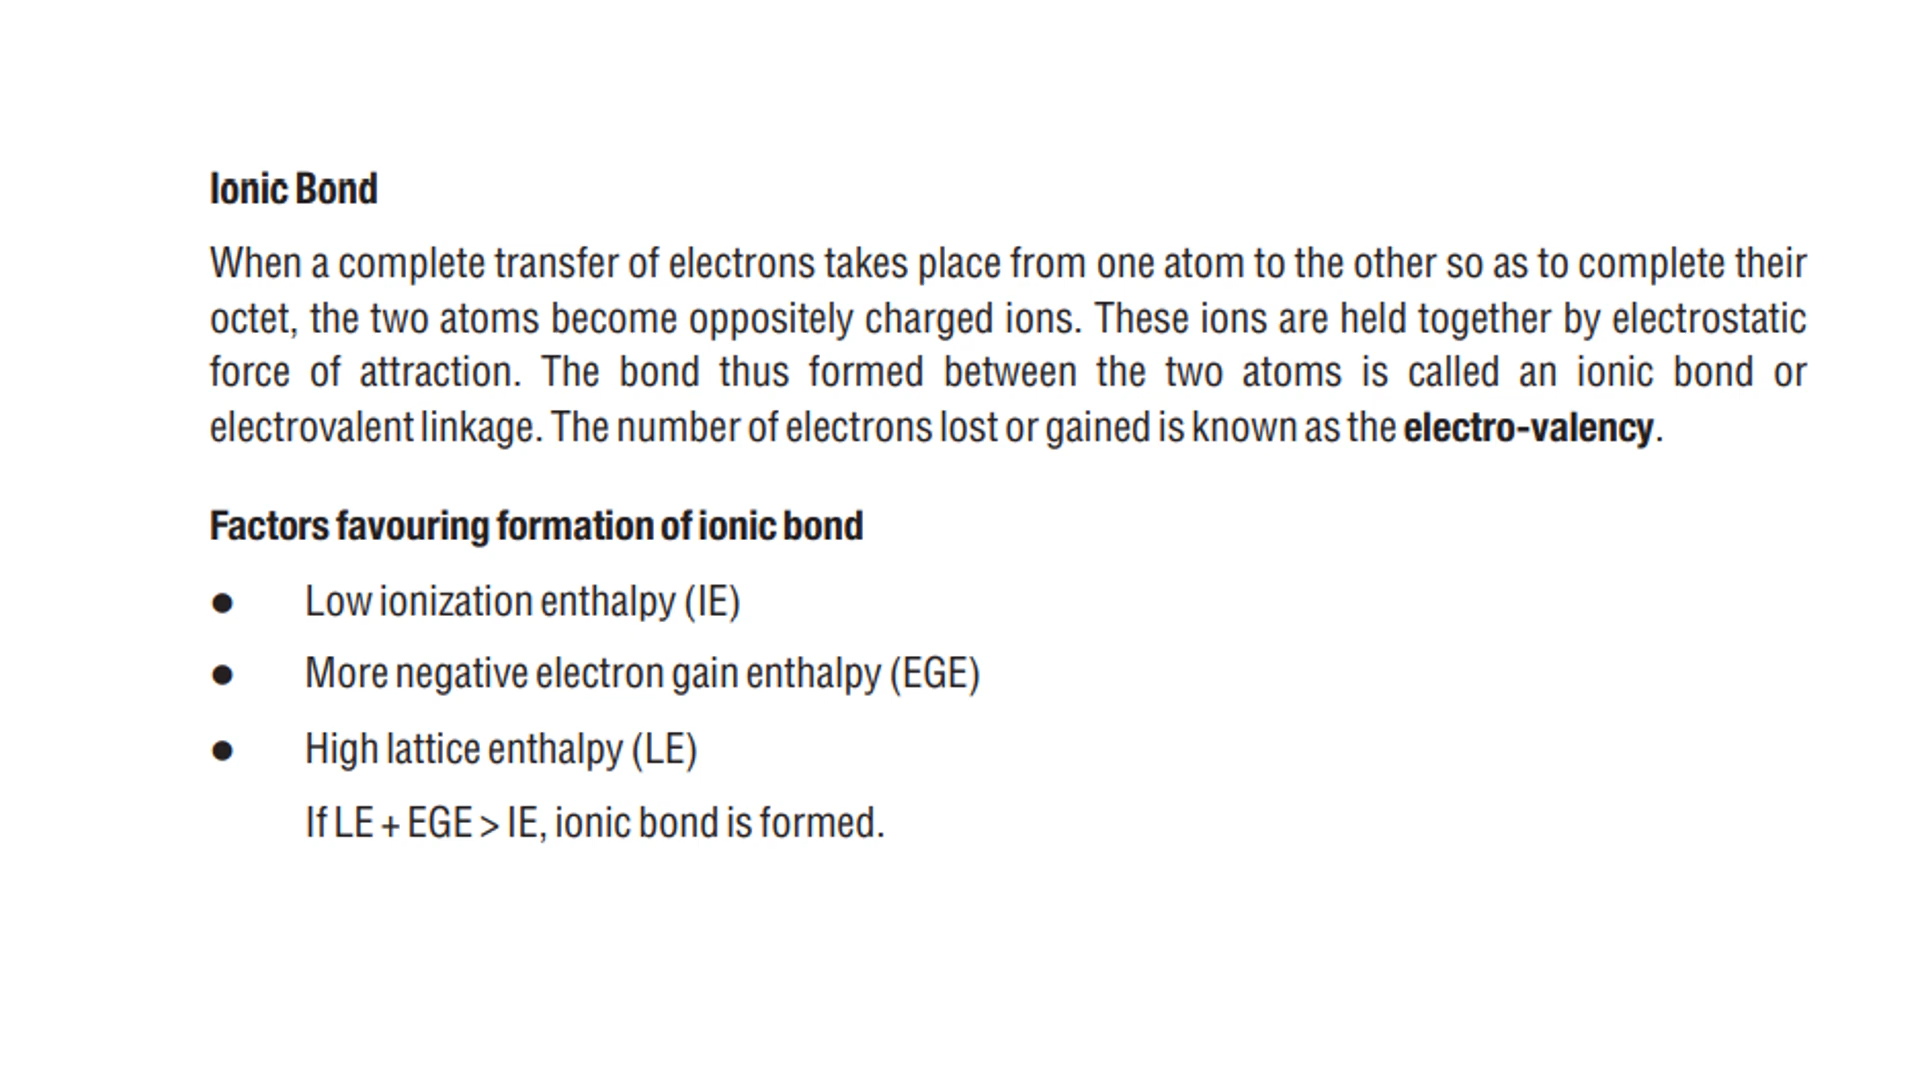 Ionic Bond
When a complete transfer of electrons takes place from one atom to the other so as to complete their
octet, the two atoms become oppositely charged ions. These ions are held together by electrostatic
force of attraction. The bond thus formed between the two atoms is called an ionic bond or
electrovalent linkage. The number of electrons lost or gained is known as the electro-valency.
Factors favouring formation of ionic bond
● Low ionization enthalpy (IE)
● More negative electron gain enthalpy (EGE)
● High lattice enthalpy (LE)
If LE + EGE > IE, ionic bond is formed.